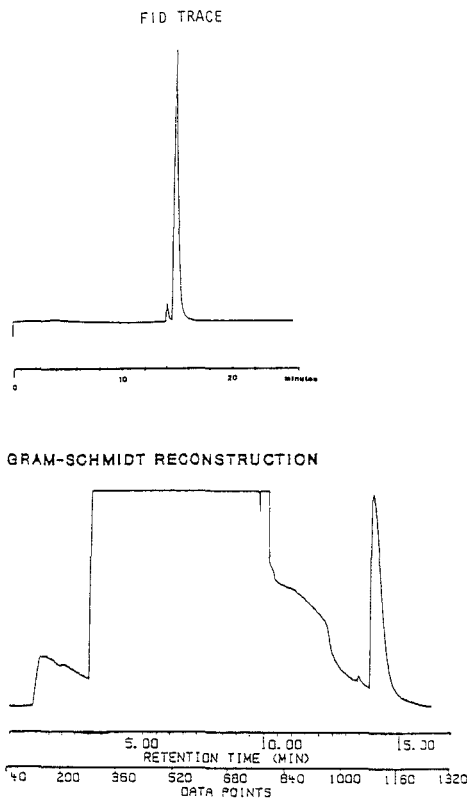 FID TRACE
0 10 20 minutes
GRAM-SCHMIDT RECONSTRUCTION
5.00 10.00 15.00
RETENTION TIME (MIN)
40 200 360 520 680 840 1000 1160 1320
DATA POINTS